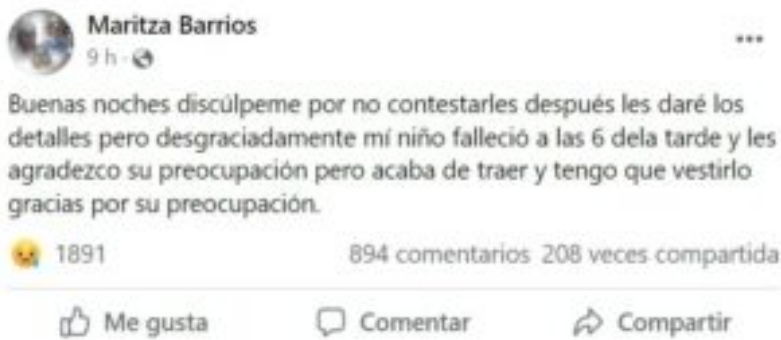 Maritza Barrios
9 h
Buenas noches discúlpeme por no contestarles después les daré los
detalles pero desgraciadamente mí niño falleció a las 6 dela tarde y les
agradezco su preocupación pero acaba de traer y tengo que vestirlo
gracias por su preocupación.
1891 894 comentarios 208 veces compartida
Me gusta Comentar Compartir